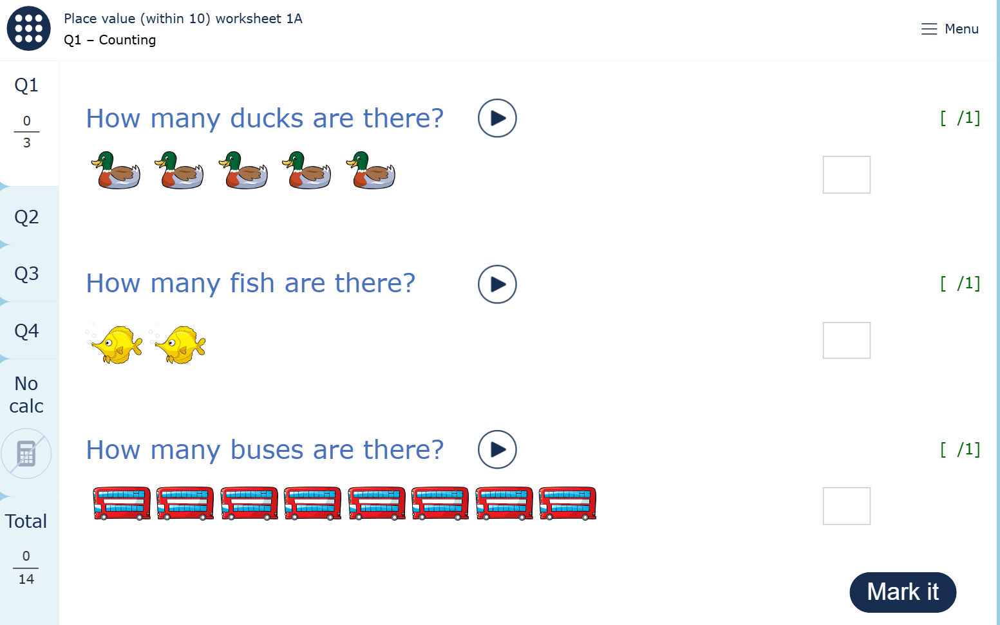 Place value (within 10) worksheet 1A
Q1 – Counting
Menu
Q1
0
3
Q2
Q3
Q4
No
calc
Total
0
14
How many ducks are there?
[ /1]
How many fish are there?
[ /1]
How many buses are there?
[ /1]
Mark it